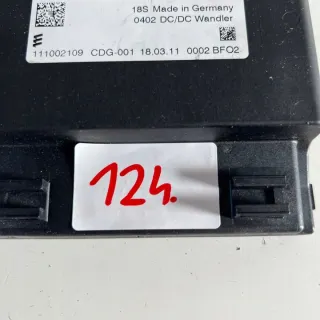 18S Made in Germany
0402 DC/DC Wandler
111002109 CDG-001 18.03.11 0002 BFO2
124.